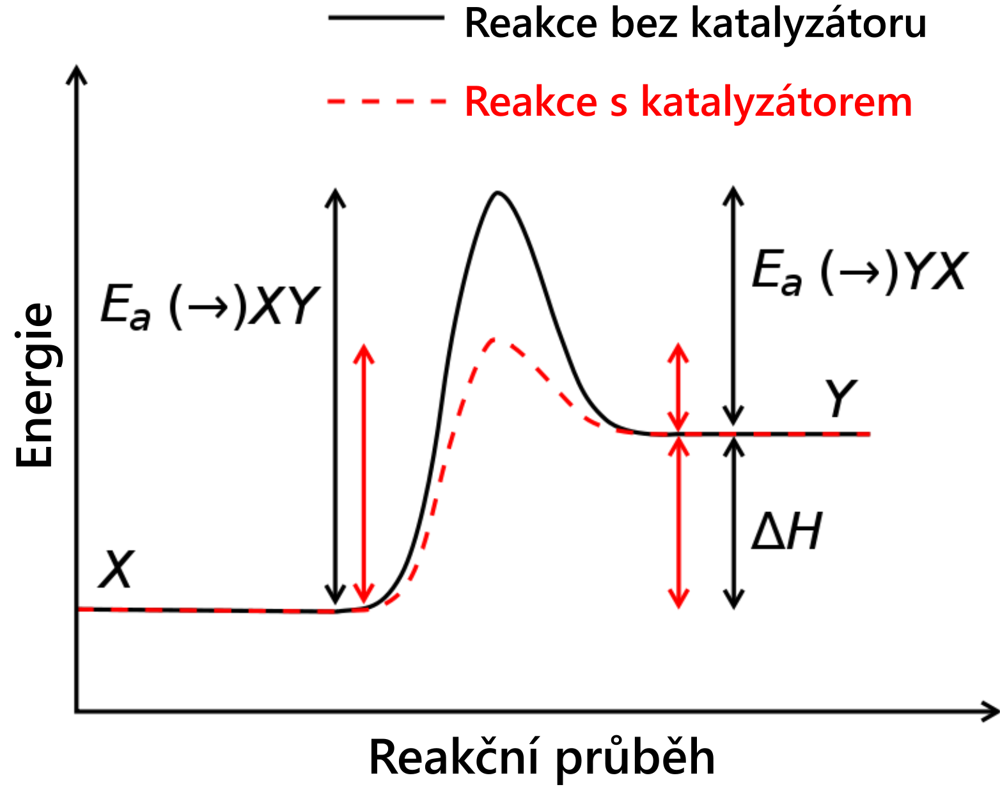 Reakce bez katalyzátoru
Reakce s katalyzátorem
Energie
Ea (→)XY
Ea (→)YX
Y
X
ΔH
Reakční průběh